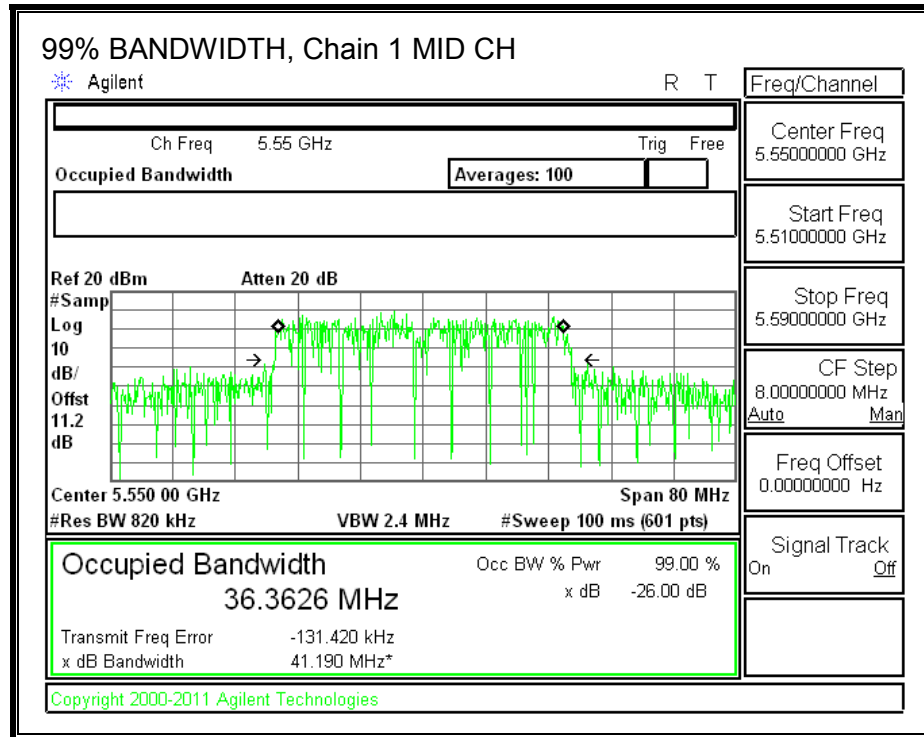 99% BANDWIDTH, Chain 1 MID CH
Agilent R T
Ch Freq 5.55 GHz Trig Free
Occupied Bandwidth Averages: 100
Ref 20 dBm Atten 20 dB
#Samp
Log
10
dB/
Offst
11.2
dB
Center 5.550 00 GHz Span 80 MHz
#Res BW 820 kHz VBW 2.4 MHz #Sweep 100 ms (601 pts)
Occupied Bandwidth Occ BW % Pwr 99.00 %
36.3626 MHz x dB -26.00 dB
Transmit Freq Error -131.420 kHz
x dB Bandwidth 41.190 MHz*
Copyright 2000-2011 Agilent Technologies
Freq/Channel
Center Freq
5.55000000 GHz
Start Freq
5.51000000 GHz
Stop Freq
5.59000000 GHz
CF Step
8.00000000 MHz
Auto Man
Freq Offset
0.00000000 Hz
Signal Track
On Off